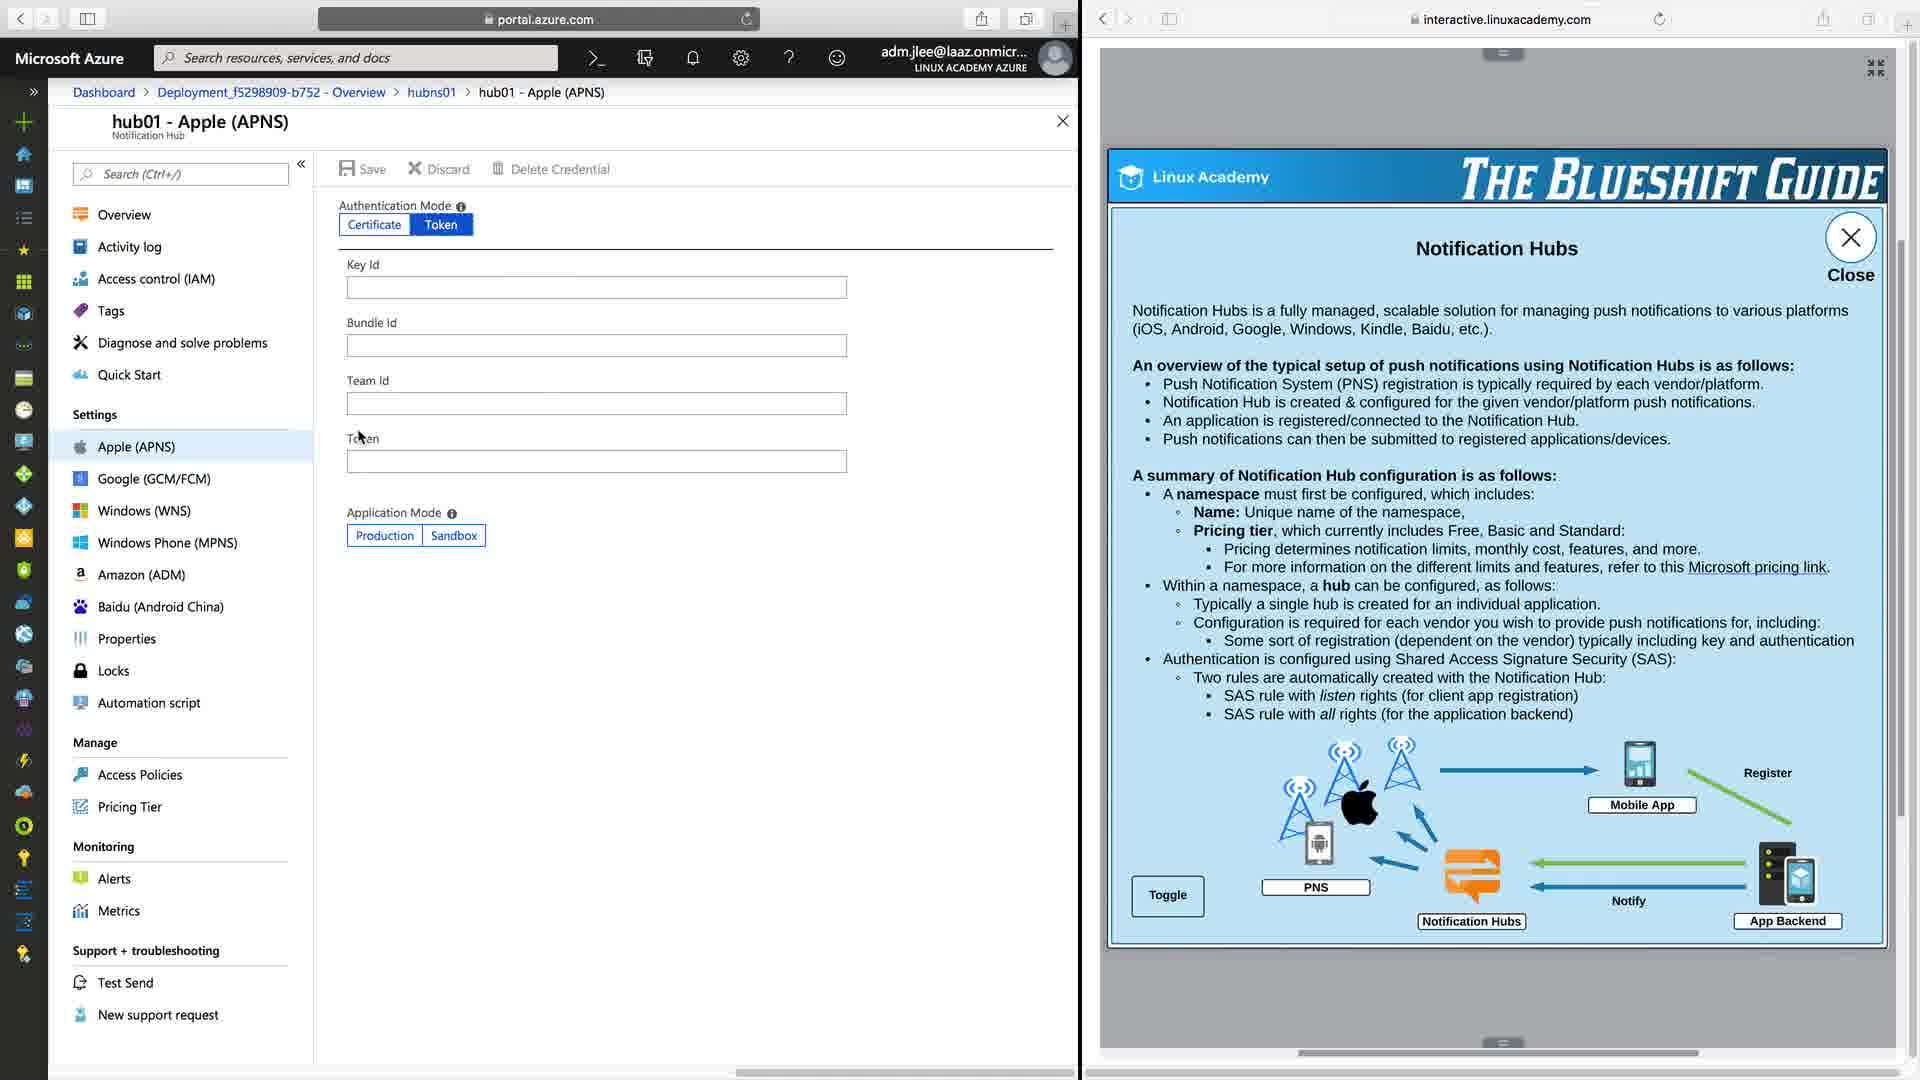 portal.azure.com
Microsoft Azure
Search resources, services, and docs
adm.jlee@laaz.onmicr...
LINUX ACADEMY AZURE
Dashboard > Deployment_f5298909-b752 - Overview > hubns01 > hub01 - Apple (APNS)
hub01 - Apple (APNS)
Notification Hub
Search (Ctrl+/)
Overview
Activity log
Access control (IAM)
Tags
Diagnose and solve problems
Quick Start
Settings
Apple (APNS)
Google (GCM/FCM)
Windows (WNS)
Windows Phone (MPNS)
Amazon (ADM)
Baidu (Android China)
Properties
Locks
Automation script
Manage
Access Policies
Pricing Tier
Monitoring
Alerts
Metrics
Support + troubleshooting
Test Send
New support request
Save Discard Delete Credential
Authentication Mode
Certificate Token
Key Id
Bundle Id
Team Id
Token
Application Mode
Production Sandbox
interactive.linuxacademy.com
Linux Academy
THE BLUESHIFT GUIDE
Notification Hubs
Close
Notification Hubs is a fully managed, scalable solution for managing push notifications to various platforms
(iOS, Android, Google, Windows, Kindle, Baidu, etc.).
An overview of the typical setup of push notifications using Notification Hubs is as follows:
• Push Notification System (PNS) registration is typically required by each vendor/platform.
• Notification Hub is created & configured for the given vendor/platform push notifications.
• An application is registered/connected to the Notification Hub.
• Push notifications can then be submitted to registered applications/devices.
A summary of Notification Hub configuration is as follows:
• A namespace must first be configured, which includes:
◦ Name: Unique name of the namespace,
◦ Pricing tier, which currently includes Free, Basic and Standard:
▪ Pricing determines notification limits, monthly cost, features, and more.
▪ For more information on the different limits and features, refer to this Microsoft pricing link.
• Within a namespace, a hub can be configured, as follows:
◦ Typically a single hub is created for an individual application.
◦ Configuration is required for each vendor you wish to provide push notifications for, including:
▪ Some sort of registration (dependent on the vendor) typically including key and authentication
• Authentication is configured using Shared Access Signature Security (SAS):
◦ Two rules are automatically created with the Notification Hub:
▪ SAS rule with listen rights (for client app registration)
▪ SAS rule with all rights (for the application backend)
Register
Mobile App
PNS
Toggle
Notify
Notification Hubs
App Backend